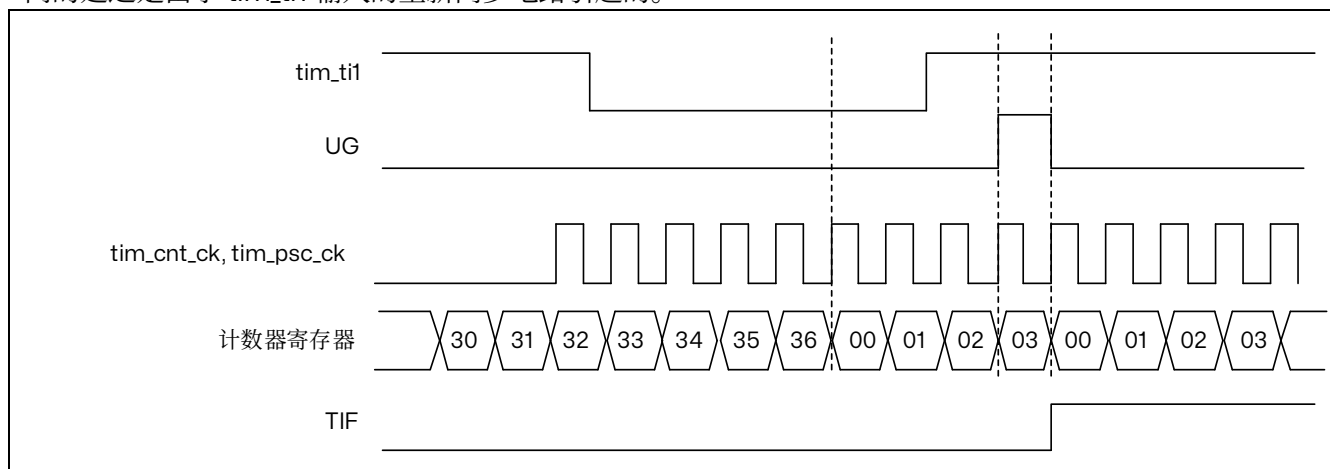 tim_ti1
UG
tim_cnt_ck, tim_psc_ck
计数器寄存器 30 31 32 33 34 35 36 00 01 02 03 00 01 02 03
TIF